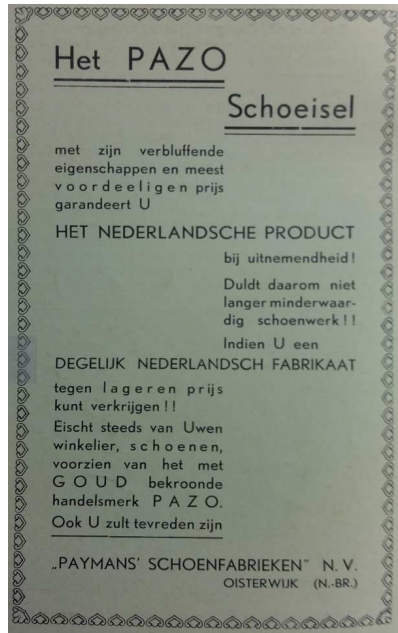 Het PAZO
Schoeisel
met zijn verbluffende
eigenschappen en meest
voordeeligen prijs
garandeert U
HET NEDERLANDSCHE PRODUCT
bij uitnemendheid!
Duldt daarom niet
langer minderwaar-
dig schoenwerk!!
Indien U een
DEGELIJK NEDERLANDSCH FABRIKAAT
tegen lageren prijs
kunt verkrijgen!!
Eischt steeds van Uwen
winkelier, schoenen,
voorzien van het met
GOUD bekroonde
handelsmerk PAZO.
Ook U zult tevreden zijn
„PAYMANS' SCHOENFABRIEKEN" N. V.
OISTERWIJK (N.-BR.)